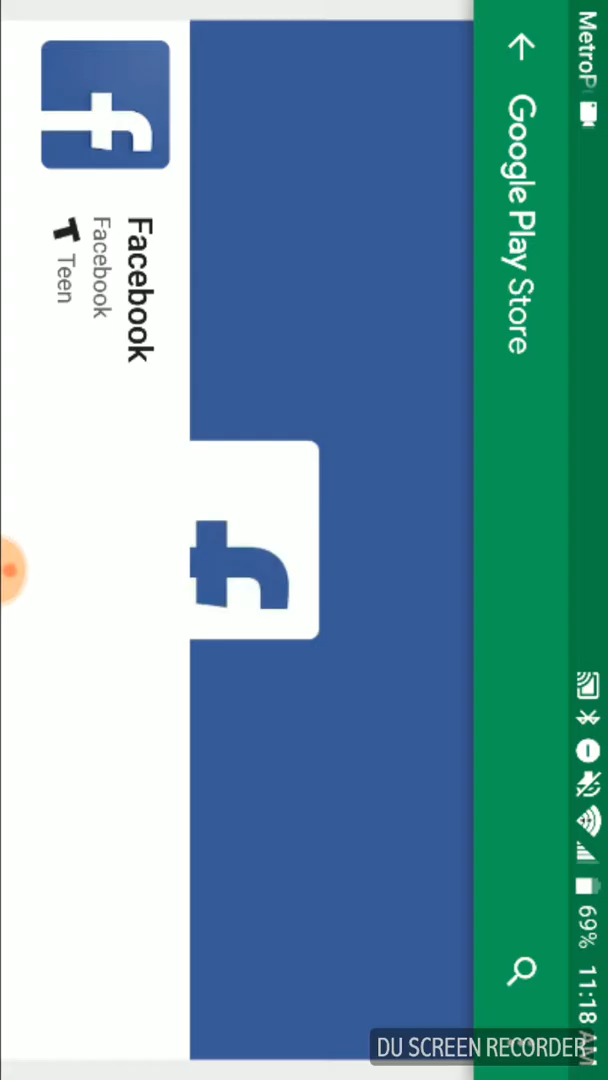 MetroP
69% 11:18 AM
Google Play Store
Facebook
Facebook
Teen
DU SCREEN RECORDER